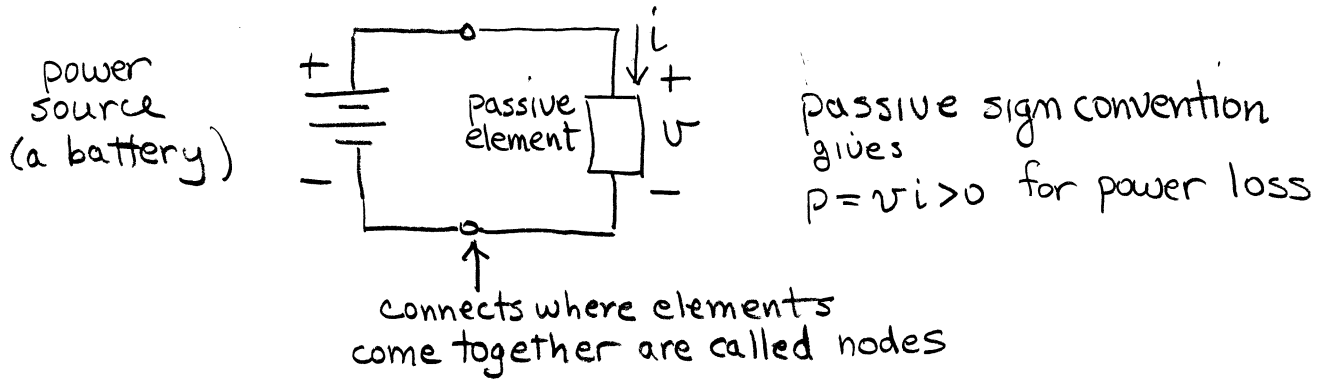 power
source
(a battery)
+
−
passive
element
i
+
v
−
passive sign convention
gives
p = v i > 0 for power loss
connects where elements
come together are called nodes